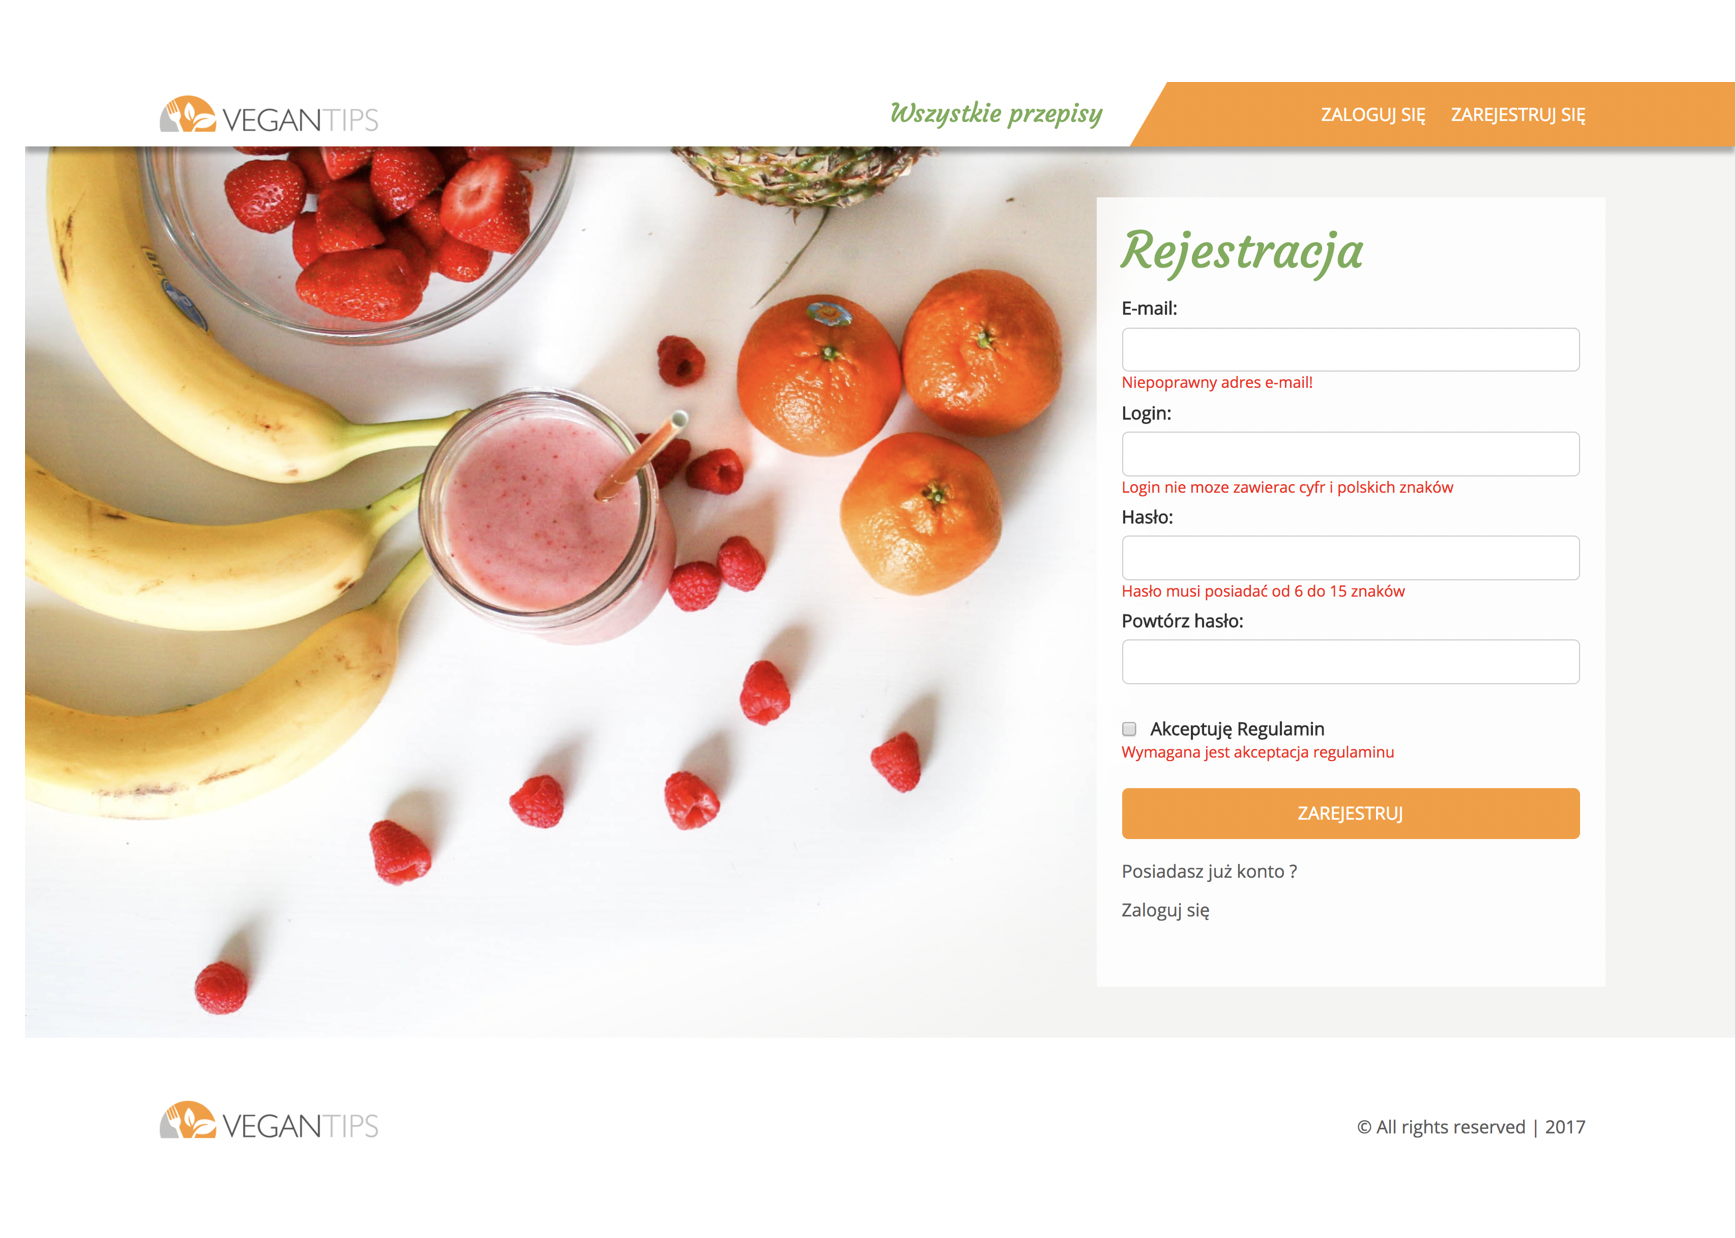 VEGANTIPS
Wszystkie przepisy
ZALOGUJ SIĘ ZAREJESTRUJ SIĘ
Rejestracja
E-mail:
Niepoprawny adres e-mail!
Login:
Login nie moze zawierac cyfr i polskich znaków
Hasło:
Hasło musi posiadać od 6 do 15 znaków
Powtórz hasło:
Akceptuję Regulamin
Wymagana jest akceptacja regulaminu
ZAREJESTRUJ
Posiadasz już konto ?
Zaloguj się
VEGANTIPS
© All rights reserved | 2017